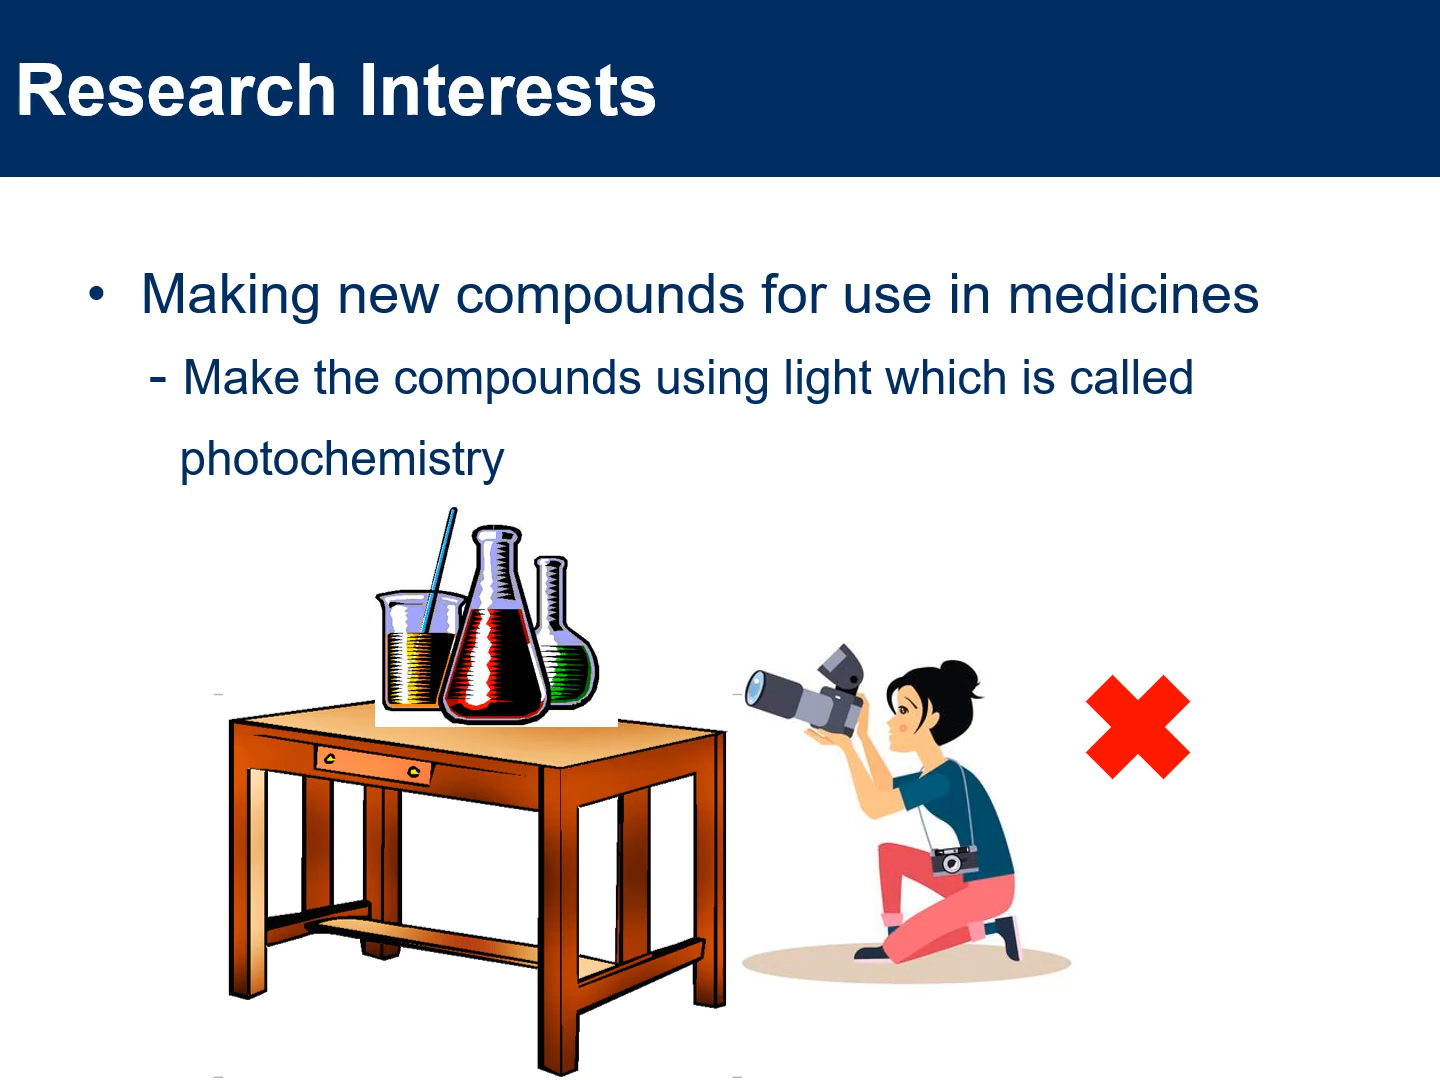 Research Interests
• Making new compounds for use in medicines
- Make the compounds using light which is called
photochemistry